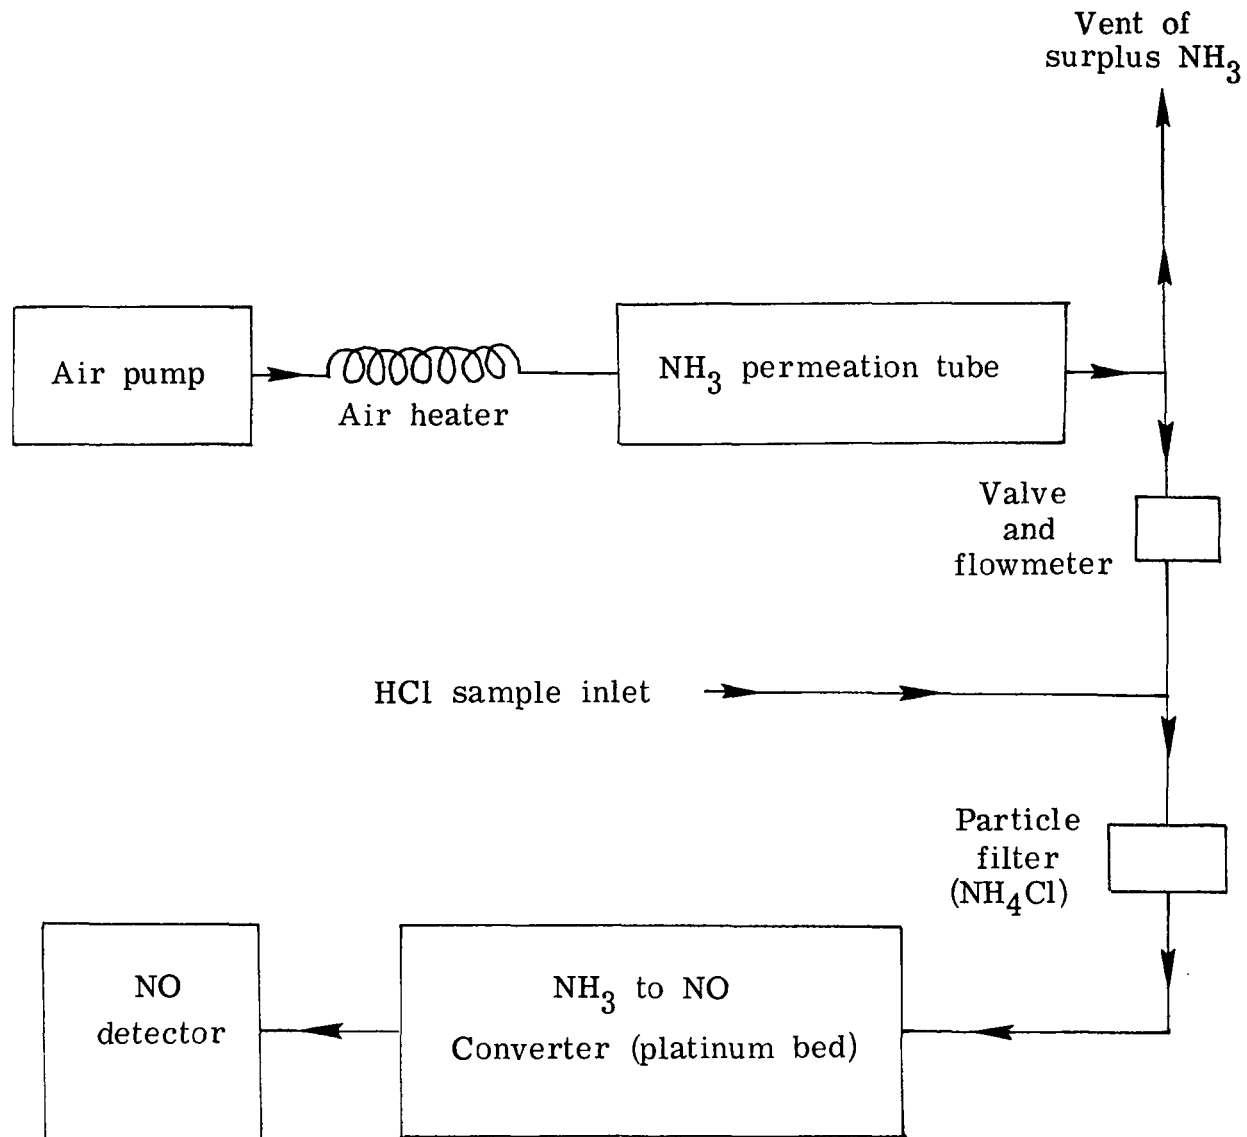 Vent of
surplus NH₃
Air pump
Air heater
NH₃ permeation tube
Valve
and
flowmeter
HCl sample inlet
Particle
filter
(NH₄Cl)
NH₃ to NO
Converter (platinum bed)
NO
detector